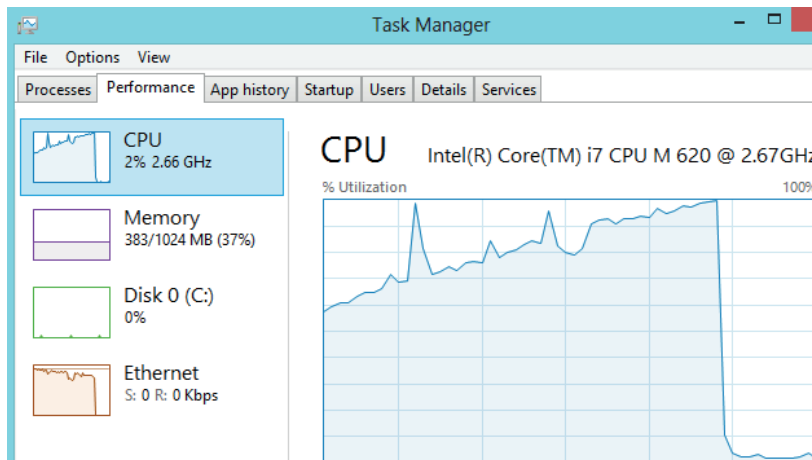 Task Manager
File Options View
Processes Performance App history Startup Users Details Services
CPU
2% 2.66 GHz
Memory
383/1024 MB (37%)
Disk 0 (C:)
0%
Ethernet
S: 0 R: 0 Kbps
CPU Intel(R) Core(TM) i7 CPU M 620 @ 2.67GHz
% Utilization 100%